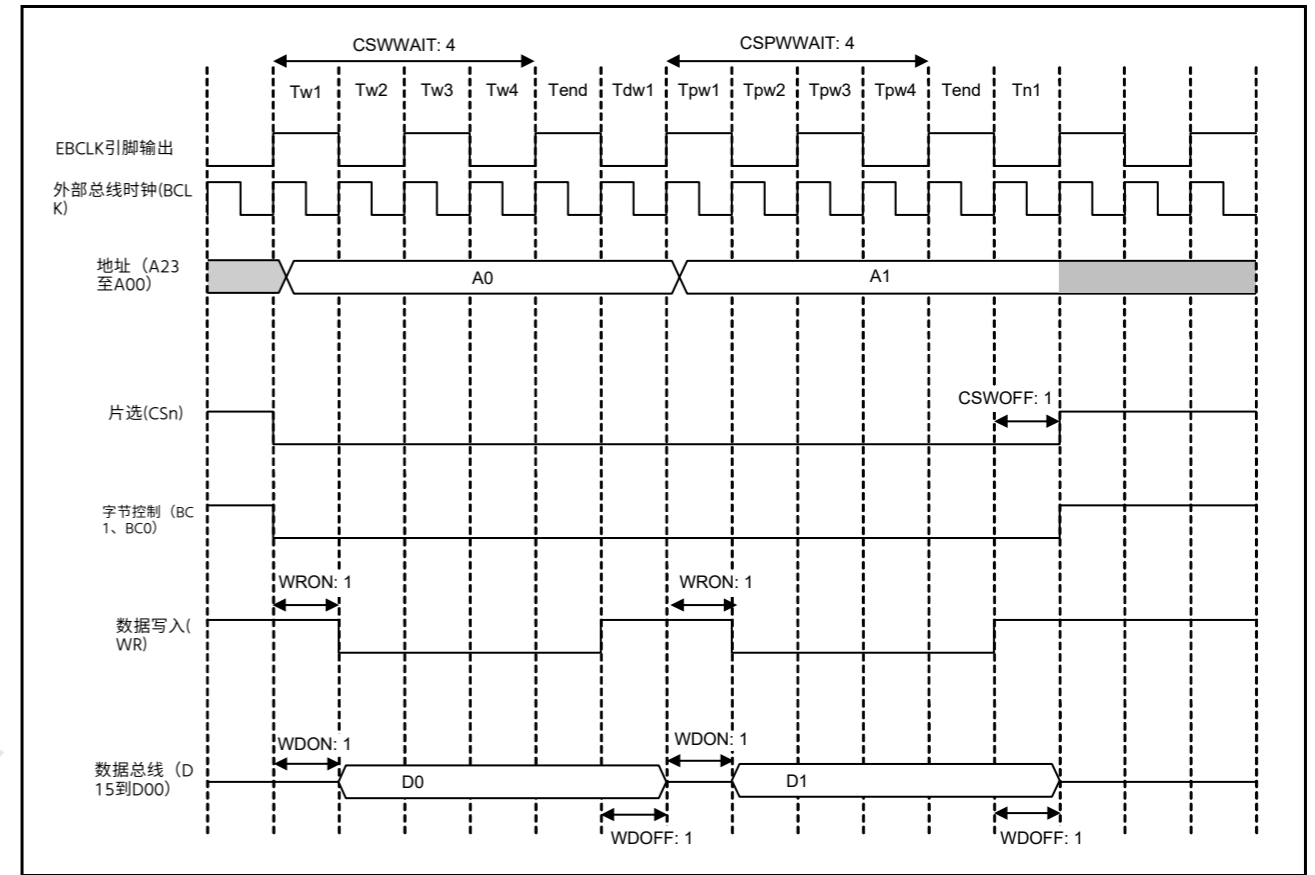 CSWWAIT: 4
CSPWWAIT: 4
Tw1 Tw2 Tw3 Tw4 Tend Tdw1 Tpw1 Tpw2 Tpw3 Tpw4 Tend Tn1
EBCLK引脚输出
外部总线时钟(BCL
K)
地址（A23
至A00）
A0
A1
CSWOFF: 1
片选(CSn)
字节控制（BC
1、BC0）
WRON: 1
WRON: 1
数据写入(
WR)
WDON: 1
WDON: 1
数据总线（D
15到D00）
D0
D1
WDOFF: 1
WDOFF: 1